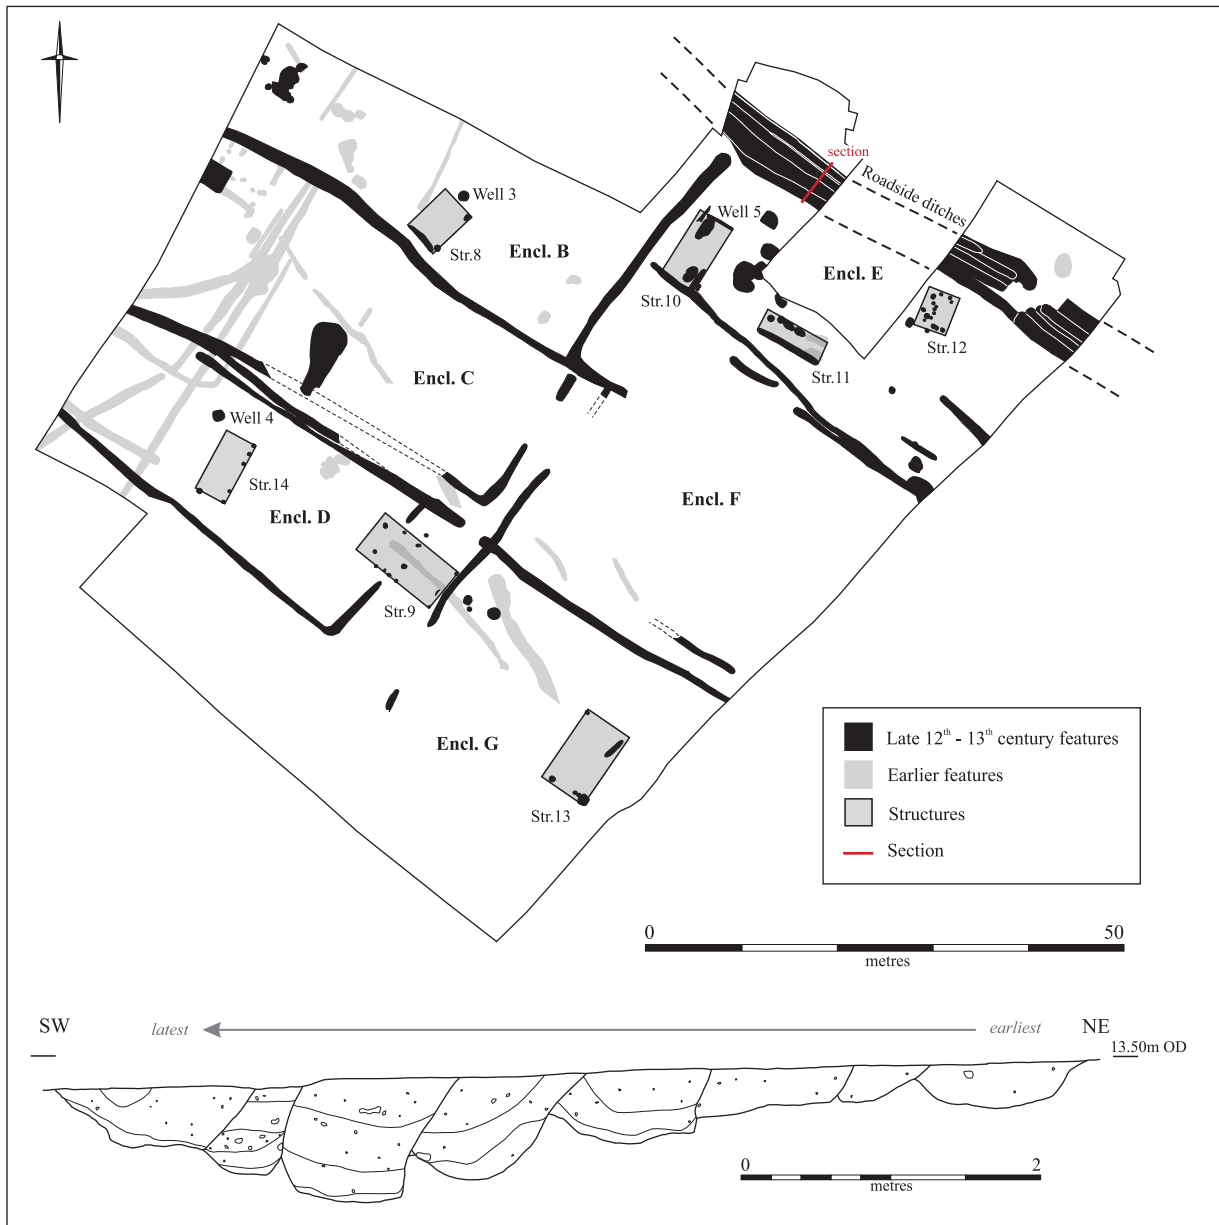 section
Roadside ditches
Well 3
Well 5
Str.8
Encl. B
Encl. E
Str.10
Str.12
Str.11
Encl. C
Well 4
Str.14
Encl. D
Encl. F
Str.9
Encl. G
Str.13
Late 12th - 13th century features
Earlier features
Structures
Section
0 50
metres
SW latest earliest NE
13.50m OD
0 2
metres